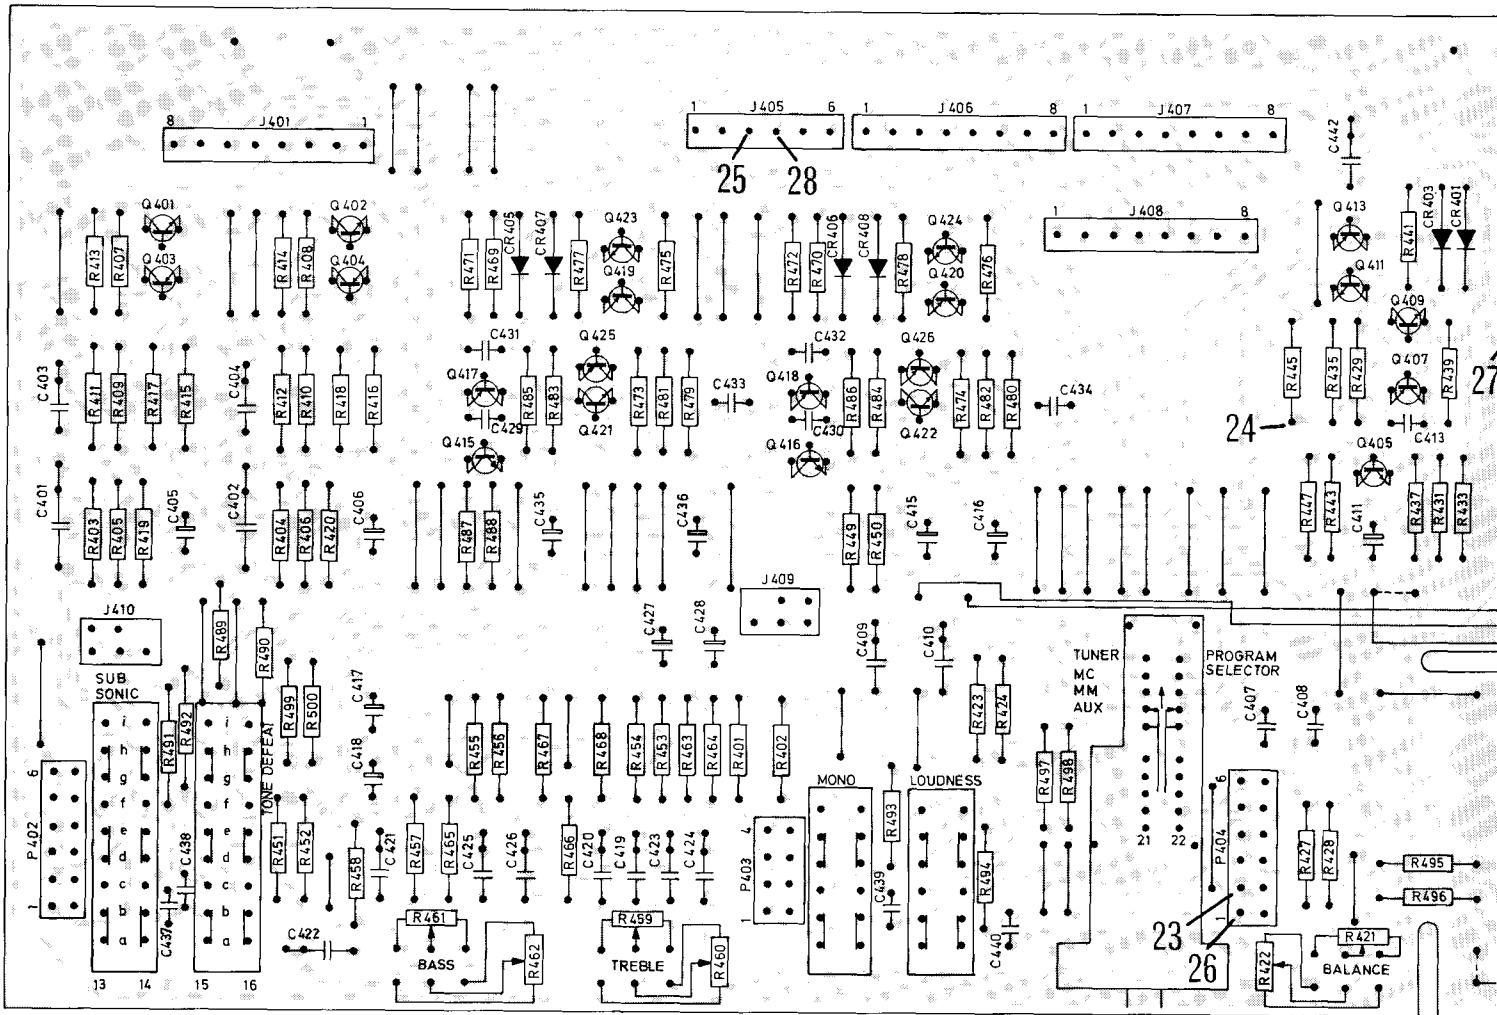 1 J405 6
1 J406 8
1 J407 8
8 J401 1
C442
25 28
Q401 Q402 Q423 Q424 Q413
CR405 CR407 CR406 CR408 CR403 CR401
1 J408 8
R413 R407 Q403 R414 R408 Q404 R471 R469 R477 Q419 R475 R472 R470 R478 Q420 R476 Q411 R441
Q409
C431 Q425 C432 Q426
C403 R411 R409 R417 R415 C404 R412 R410 R418 R416 Q417 R485 R483 R473 R481 R479 C433 Q418 R486 R484 R474 R482 R480 C434 R445 R435 R429 Q407 R439 27
C429 Q421 C430 Q422 24 C413
Q415 Q416 Q405
C401 R403 R405 R419 C405 C402 R404 R406 R420 C406 R487 R488 C435 C436 R449 R450 C415 C416 R447 R443 C411 R437 R431 R433
J409
J410 R489 R490 C427 C428 C409 C410
TUNER PROGRAM
MC SELECTOR
MM
AUX
SUB
SONIC
R491 R492 R499 R500 C417 R423 R424 C407 C408
TONE DEFEAT
C418 R455 R456 R467 R468 R454 R453 R463 R464 R401 R402 R497 R498
MONO LOUDNESS
i i
h h
g g
f f
e e
d d
c c
b b
a a
6 P402 1
C438 C437
R451 R452 R458 C421 R457 R465 C425 C426 R466 C420 C419 C423 C424
4 P403 1
R493 C439 R494 C440
21 22
6 P404 1
R427 R428 R495
R496
23
26
C422 R461 R462 R459 R460 R422 R421
BASS TREBLE BALANCE
13 14 15 16